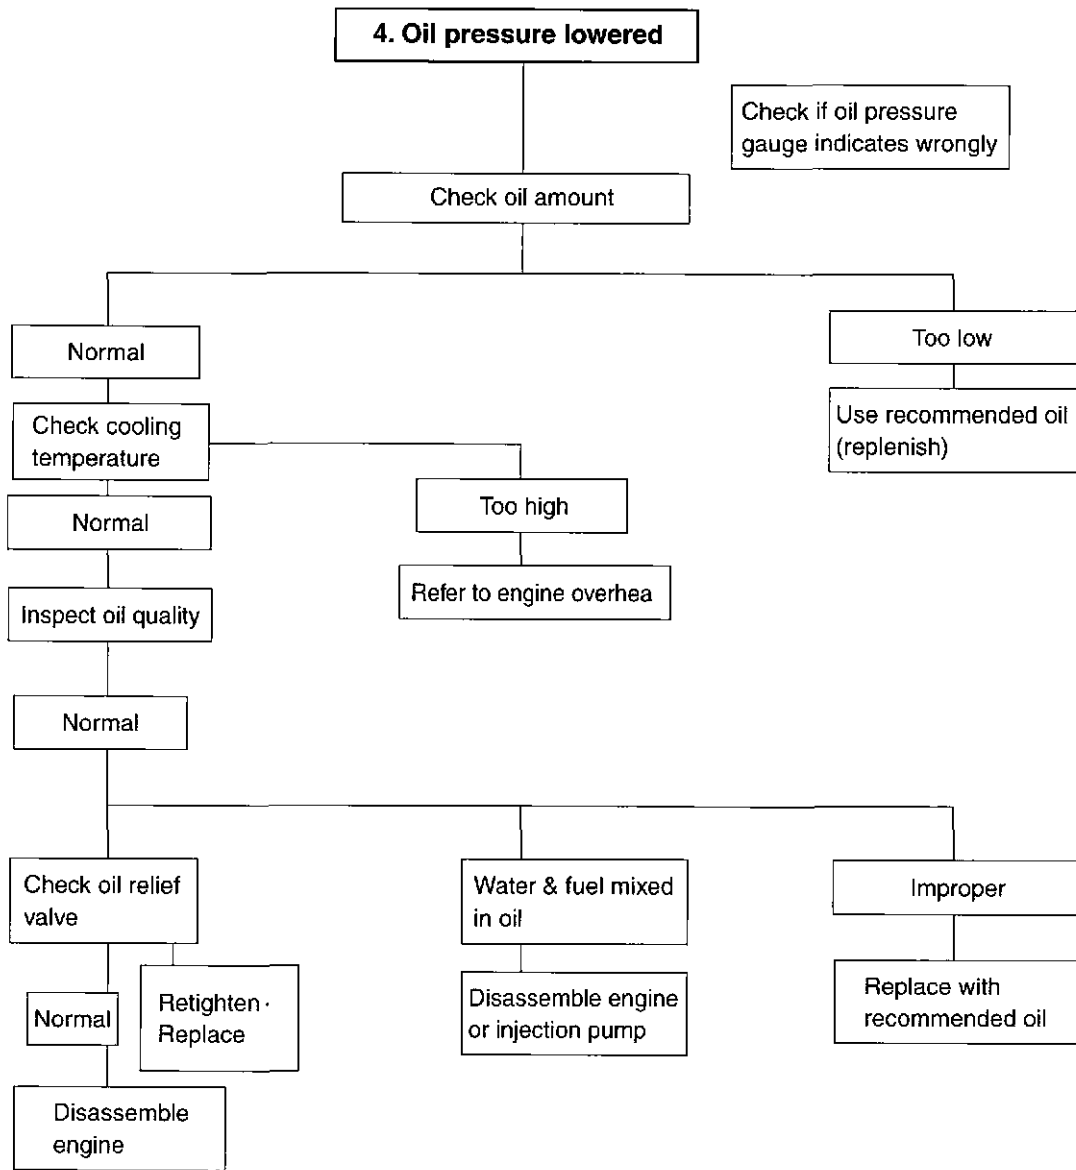 4. Oil pressure lowered
Check if oil pressure
gauge indicates wrongly
Check oil amount
Normal
Too low
Check cooling
temperature
Use recommended oil
(replenish)
Normal
Too high
Inspect oil quality
Refer to engine overhea
Normal
Check oil relief
valve
Water & fuel mixed
in oil
Improper
Normal
Retighten·
Replace
Disassemble engine
or injection pump
Replace with
recommended oil
Disassemble
engine